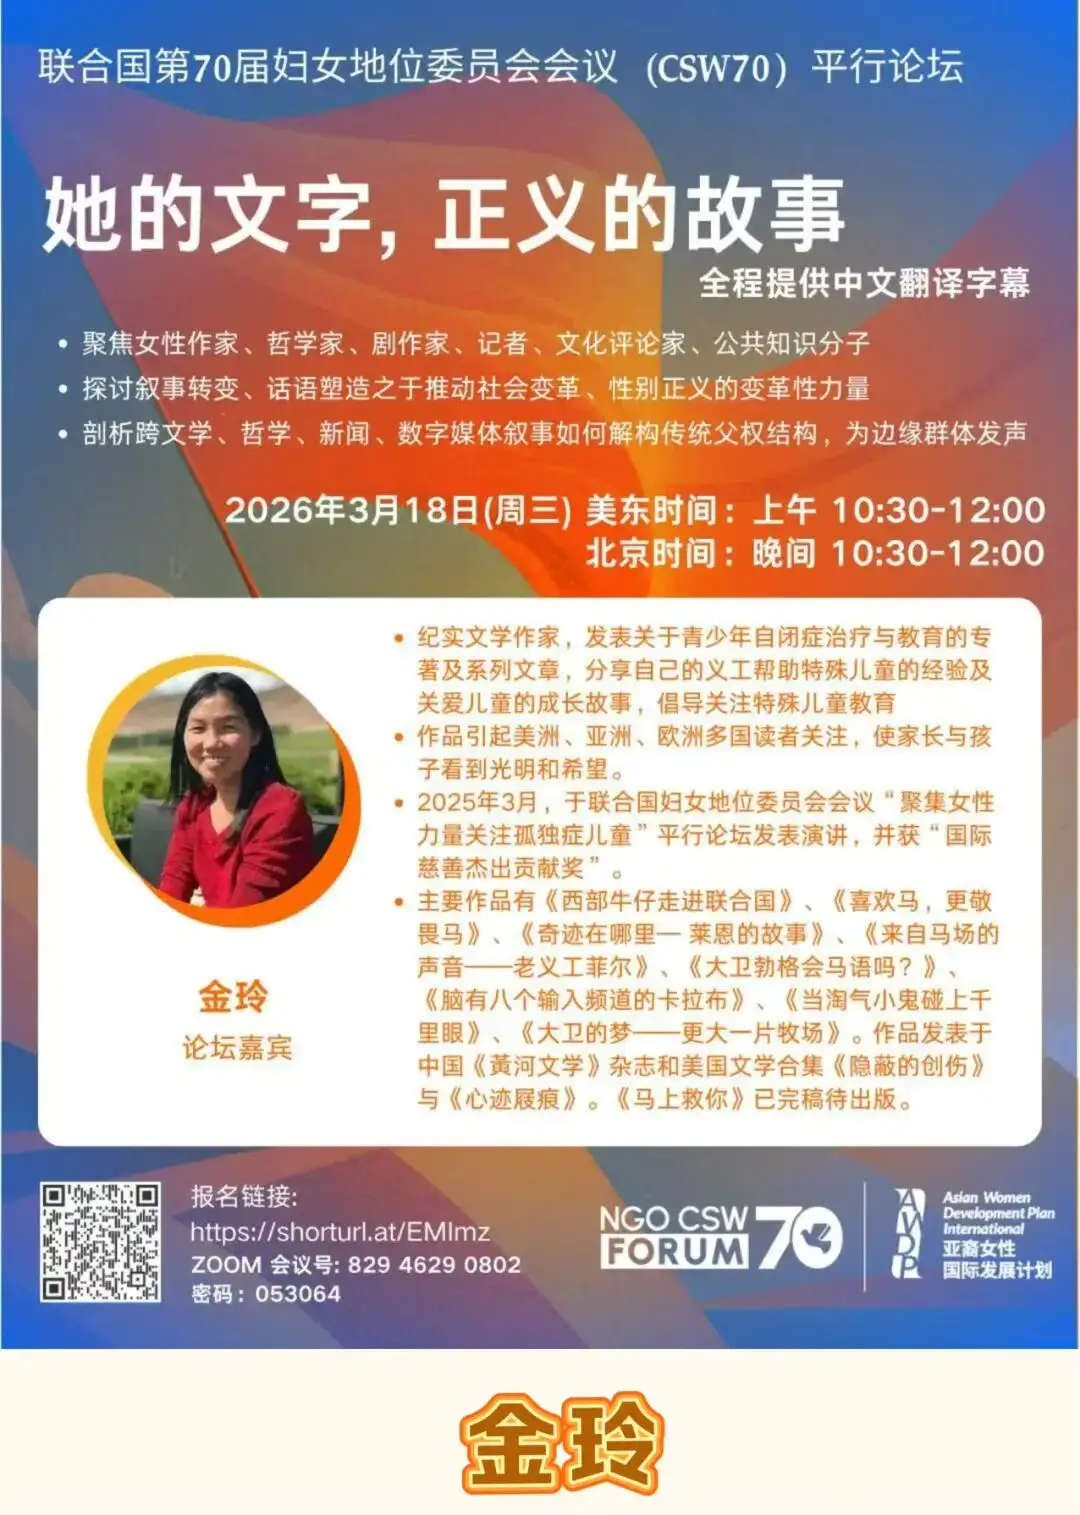 联合国第70届妇女地位委员会会议（CSW70）平行论坛
她的文字, 正义的故事
全程提供中文翻译字幕
• 聚焦女性作家、哲学家、剧作家、记者、文化评论家、公共知识分子
• 探讨叙事转变、话语塑造之于推动社会变革、性别正义的变革性力量
• 剖析跨文学、哲学、新闻、数字媒体叙事如何解构传统父权结构，为边缘群体发声
2026年3月18日(周三) 美东时间：上午 10:30-12:00
北京时间：晚间 10:30-12:00
• 纪实文学作家，发表关于青少年自闭症治疗与教育的专
著及系列文章，分享自己的义工帮助特殊儿童的经验及
关爱儿童的成长故事，倡导关注特殊儿童教育
• 作品引起美洲、亚洲、欧洲多国读者关注，使家长与孩
子看到光明和希望。
• 2025年3月，于联合国妇女地位委员会会议“聚集女性
力量关注孤独症儿童”平行论坛发表演讲，并获“国际
慈善杰出贡献奖”。
• 主要作品有《西部牛仔走进联合国》、《喜欢马，更敬
畏马》、《奇迹在哪里— 莱恩的故事》、《来自马场的
声音——老义工菲尔》、《大卫勃格会马语吗？》、
《脑有八个输入频道的卡拉布》、《当淘气小鬼碰上千
里眼》、《大卫的梦——更大一片牧场》。作品发表于
中国《黄河文学》杂志和美国文学合集《隐蔽的创伤》
与《心迹屐痕》。《马上救你》已完稿待出版。
金玲
论坛嘉宾
报名链接:
https://shorturl.at/EMImz
ZOOM 会议号: 829 4629 0802
密码：053064
NGO CSW
FORUM 70
AWDP
Asian Women
Development Plan
International
亚裔女性
国际发展计划
金玲